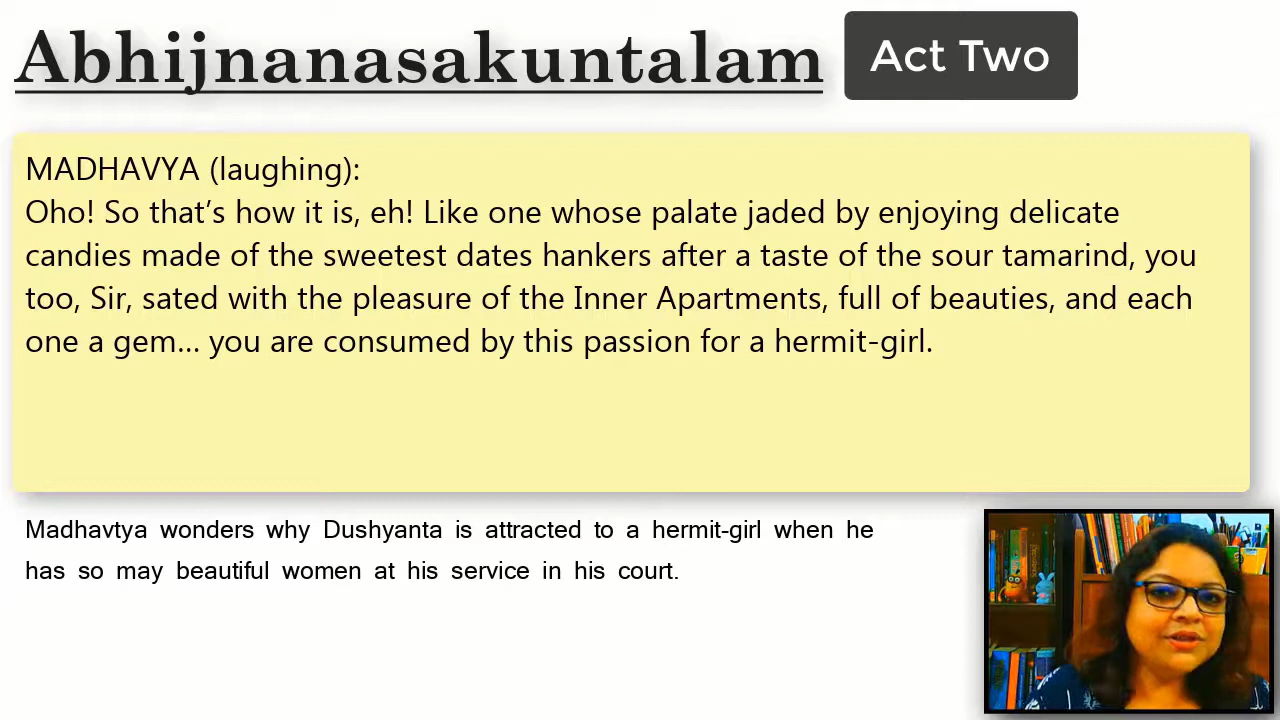 Abhijnanasakuntalam
Act Two
MADHAVYA (laughing):
Oho! So that’s how it is, eh! Like one whose palate jaded by enjoying delicate
candies made of the sweetest dates hankers after a taste of the sour tamarind, you
too, Sir, sated with the pleasure of the Inner Apartments, full of beauties, and each
one a gem... you are consumed by this passion for a hermit-girl.
Madhavtya wonders why Dushyanta is attracted to a hermit-girl when he
has so may beautiful women at his service in his court.